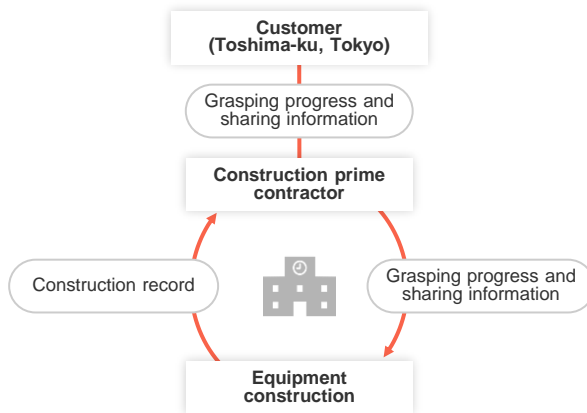 Customer
(Toshima-ku, Tokyo)
Grasping progress and
sharing information
Construction prime
contractor
Construction record
Grasping progress and
sharing information
Equipment
construction